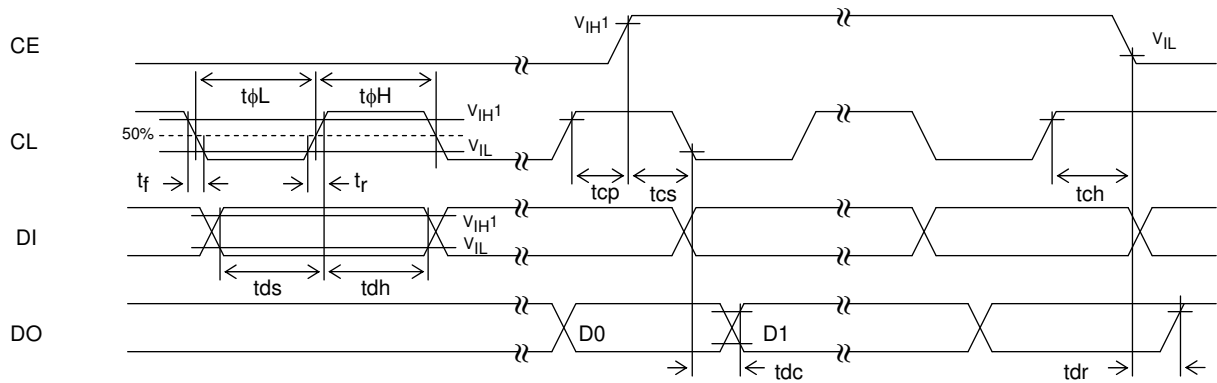 CE
VIH1
VIL
tϕL
tϕH
CL
VIH1
50%
VIL
tf
tr
tcp
tcs
tch
DI
VIH1
VIL
tds
tdh
DO
D0
D1
tdc
tdr